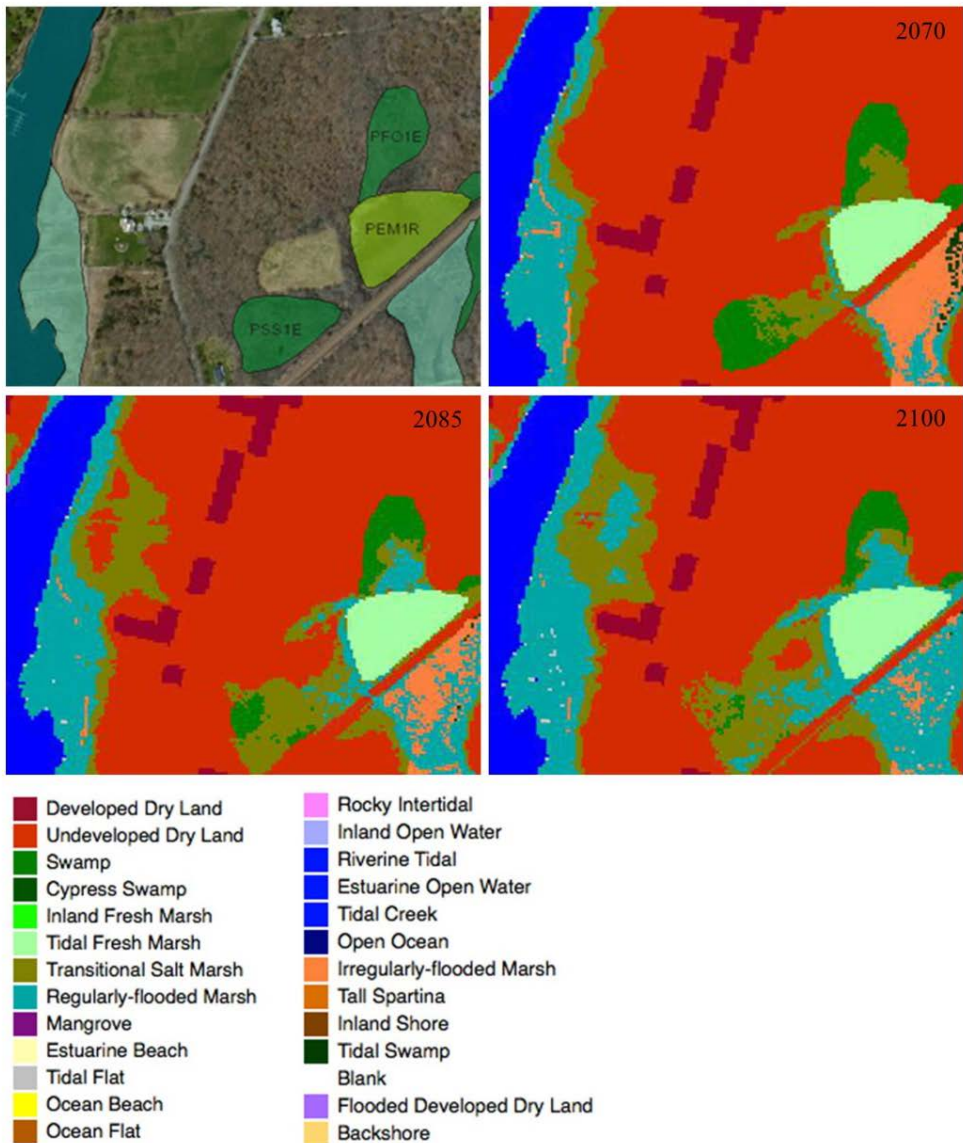 2070
PFO1E
PEM1R
PSS1E
2085
2100
Developed Dry Land
Undeveloped Dry Land
Swamp
Cypress Swamp
Inland Fresh Marsh
Tidal Fresh Marsh
Transitional Salt Marsh
Regularly-flooded Marsh
Mangrove
Estuarine Beach
Tidal Flat
Ocean Beach
Ocean Flat
Rocky Intertidal
Inland Open Water
Riverine Tidal
Estuarine Open Water
Tidal Creek
Open Ocean
Irregularly-flooded Marsh
Tall Spartina
Inland Shore
Tidal Swamp
Blank
Flooded Developed Dry Land
Backshore